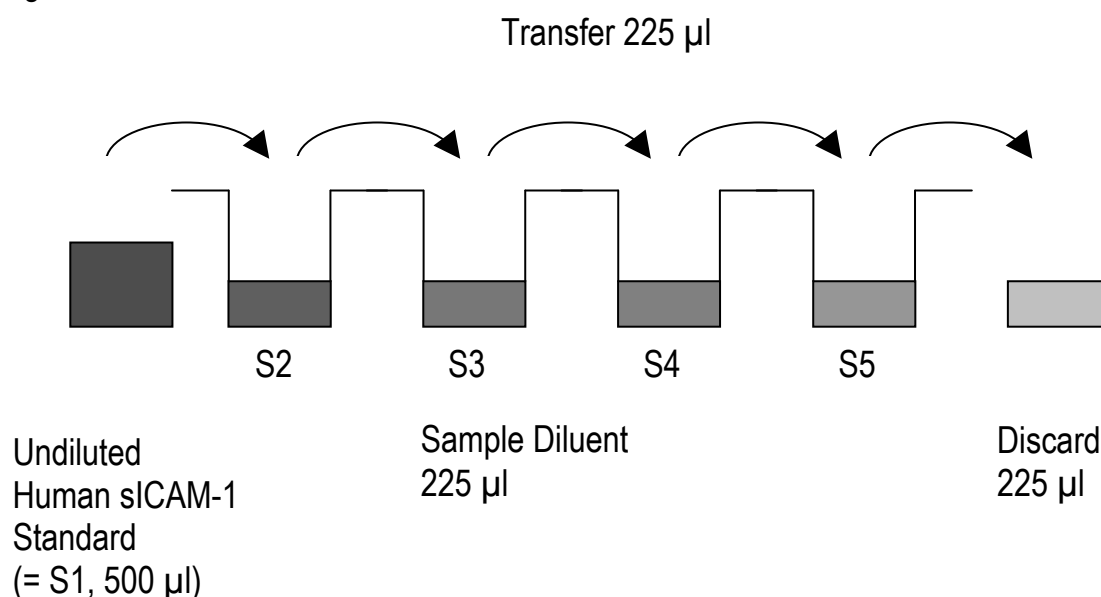 Transfer 225 µl
S2
S3
S4
S5
Undiluted
Human sICAM-1
Standard
(= S1, 500 µl)
Sample Diluent
225 µl
Discard
225 µl